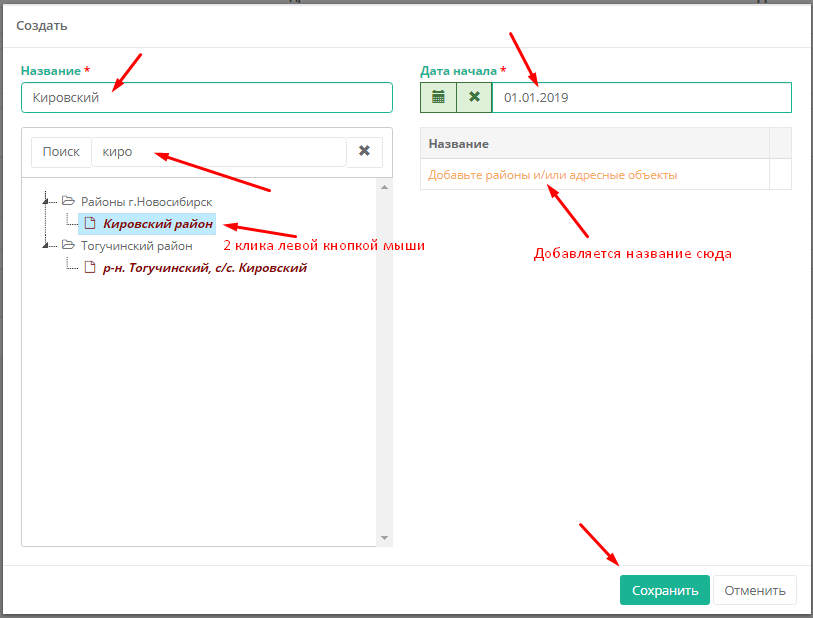 Создать
Название *
Кировский
Дата начала *
01.01.2019
Поиск киро
Районы г.Новосибирск
Кировский район
Тогучинский район
р-н. Тогучинский, с/с. Кировский
2 клика левой кнопкой мыши
Название
Добавьте районы и/или адресные объекты
Добавляется название сюда
Сохранить
Отменить